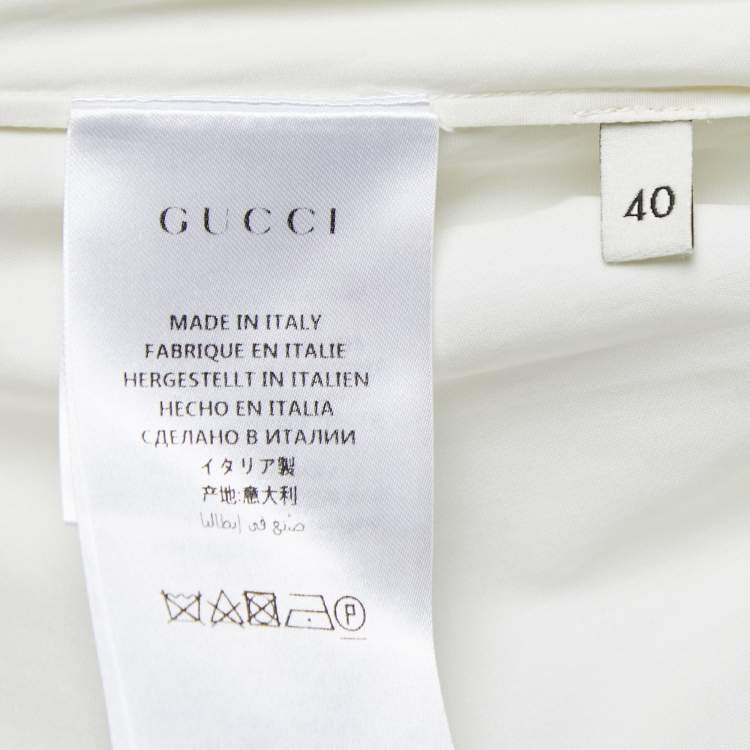 GUCCI
MADE IN ITALY
FABRIQUE EN ITALIE
HERGESTELLT IN ITALIEN
HECHO EN ITALIA
СДЕЛАНО В ИТАЛИИ
イタリア製
产地:意大利
صنع في إيطاليا
P
40